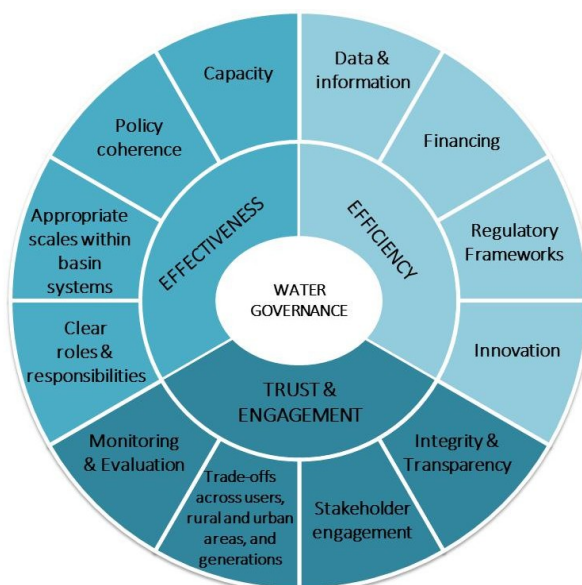 Capacity
Data &
information
Policy
coherence
Financing
Appropriate
scales within
basin
systems
Regulatory
Frameworks
Clear
roles &
responsibilities
Innovation
EFFECTIVENESS
EFFICIENCY
WATER
GOVERNANCE
TRUST &
ENGAGEMENT
Monitoring
& Evaluation
Trade-offs
across users,
rural and urban
areas, and
generations
Stakeholder
engagement
Integrity &
Transparency